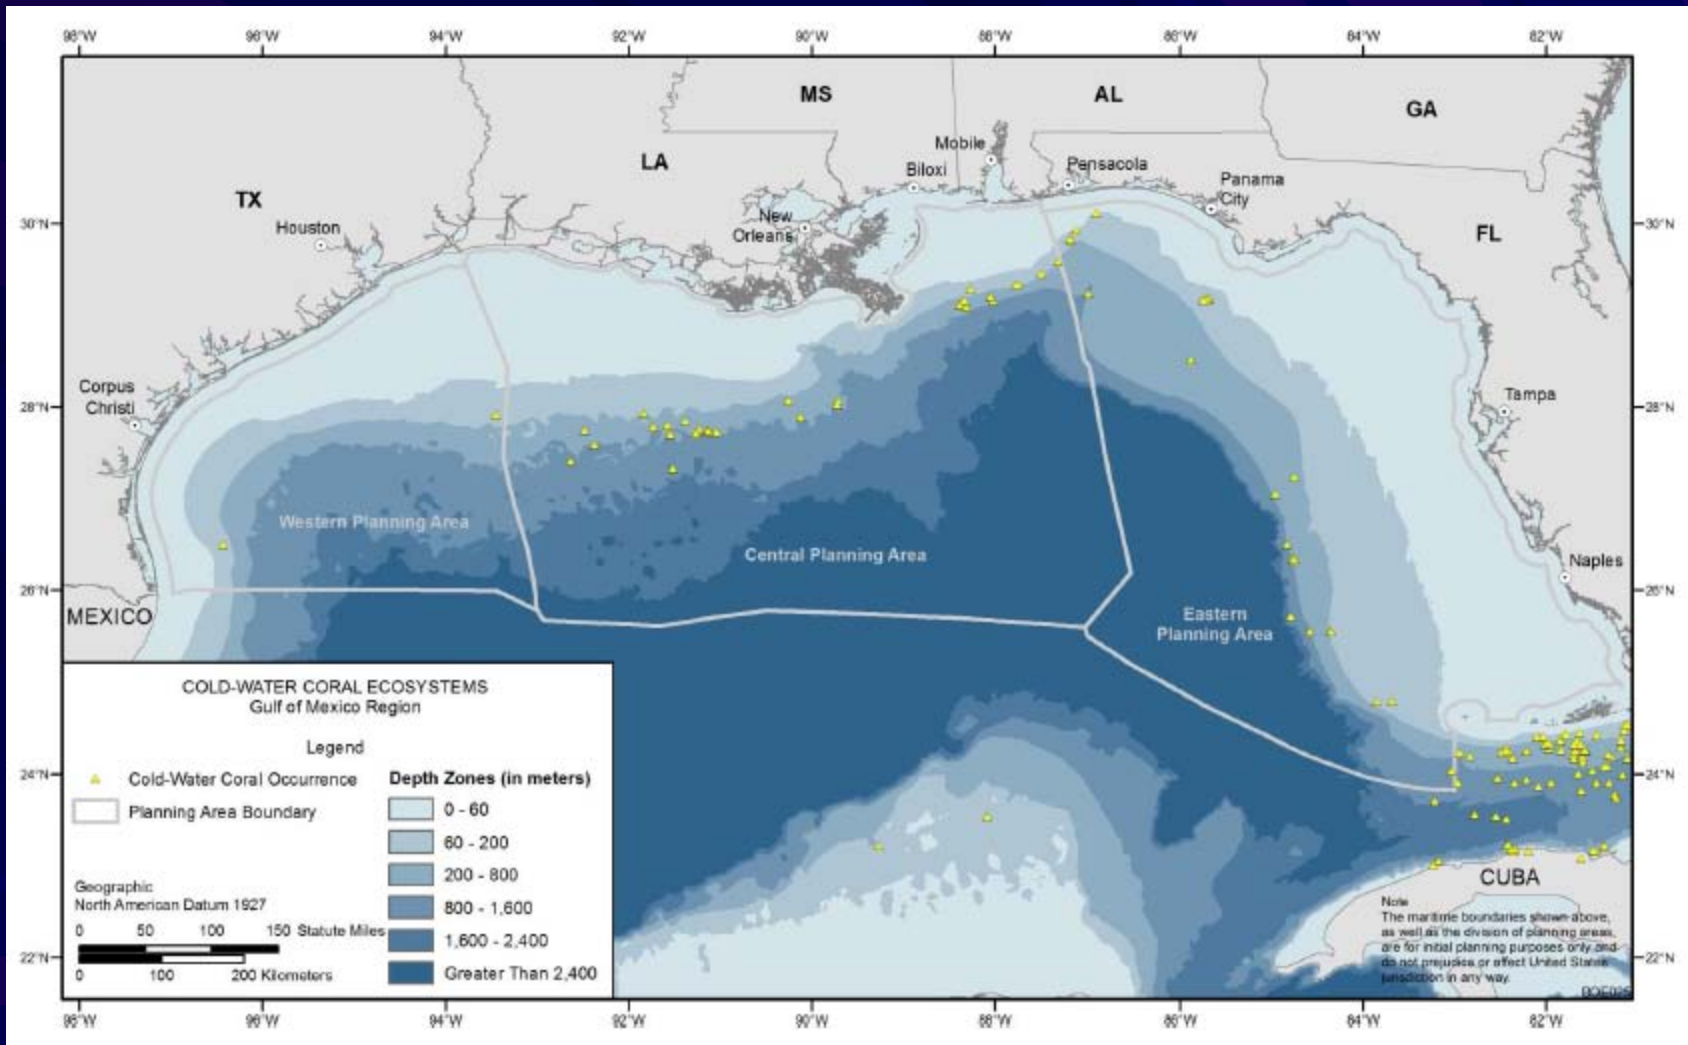 98°W 96°W 94°W 92°W 90°W 88°W 86°W 84°W 82°W
MS
AL
GA
Mobile
LA
Biloxi
Pensacola
TX
Panama
City
New
Orleans
Houston
30°N
30°N
FL
Corpus
Christi
28°N
28°N
Tampa
Western Planning Area
Central Planning Area
Naples
26°N
26°N
MEXICO
Eastern
Planning Area
COLD-WATER CORAL ECOSYSTEMS
Gulf of Mexico Region
Legend
Cold-Water Coral Occurrence
Planning Area Boundary
Depth Zones (in meters)
0 - 60
60 - 200
200 - 800
800 - 1,600
1,600 - 2,400
Greater Than 2,400
Geographic
North American Datum 1927
0 50 100 150 Statute Miles
0 100 200 Kilometers
24°N
24°N
CUBA
Note
The maritime boundaries shown above,
as well as the division of planning areas,
are for initial planning purposes only and
do not prejudice or affect United States
jurisdiction in any way.
22°N
22°N
98°W 96°W 94°W 92°W 90°W 88°W 86°W 84°W 82°W